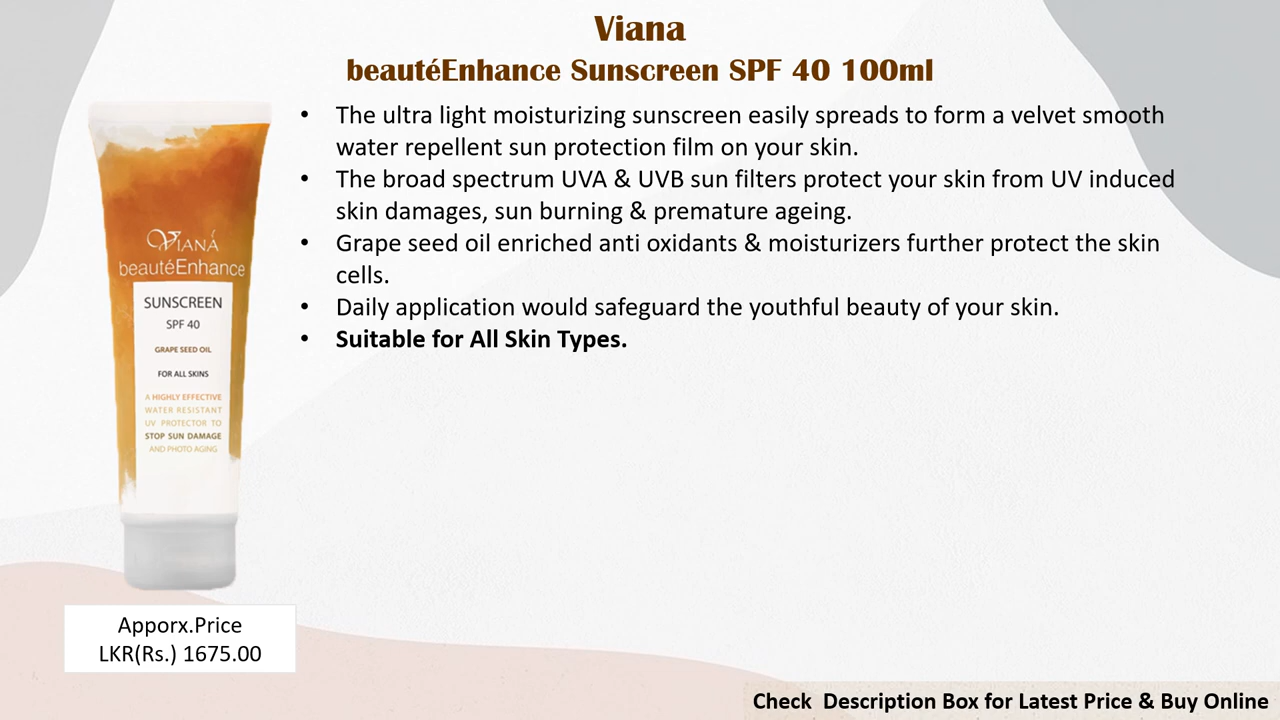 Viana
beautéEnhance Sunscreen SPF 40 100ml
• The ultra light moisturizing sunscreen easily spreads to form a velvet smooth
water repellent sun protection film on your skin.
• The broad spectrum UVA & UVB sun filters protect your skin from UV induced
skin damages, sun burning & premature ageing.
• Grape seed oil enriched anti oxidants & moisturizers further protect the skin
cells.
• Daily application would safeguard the youthful beauty of your skin.
• Suitable for All Skin Types.
VIANÁ
beautéEnhance
SUNSCREEN
SPF 40
GRAPE SEED OIL
FOR ALL SKINS
A HIGHLY EFFECTIVE
WATER RESISTANT
UV PROTECTOR TO
STOP SUN DAMAGE
AND PHOTO AGING
Apporx.Price
LKR(Rs.) 1675.00
Check  Description Box for Latest Price & Buy Online